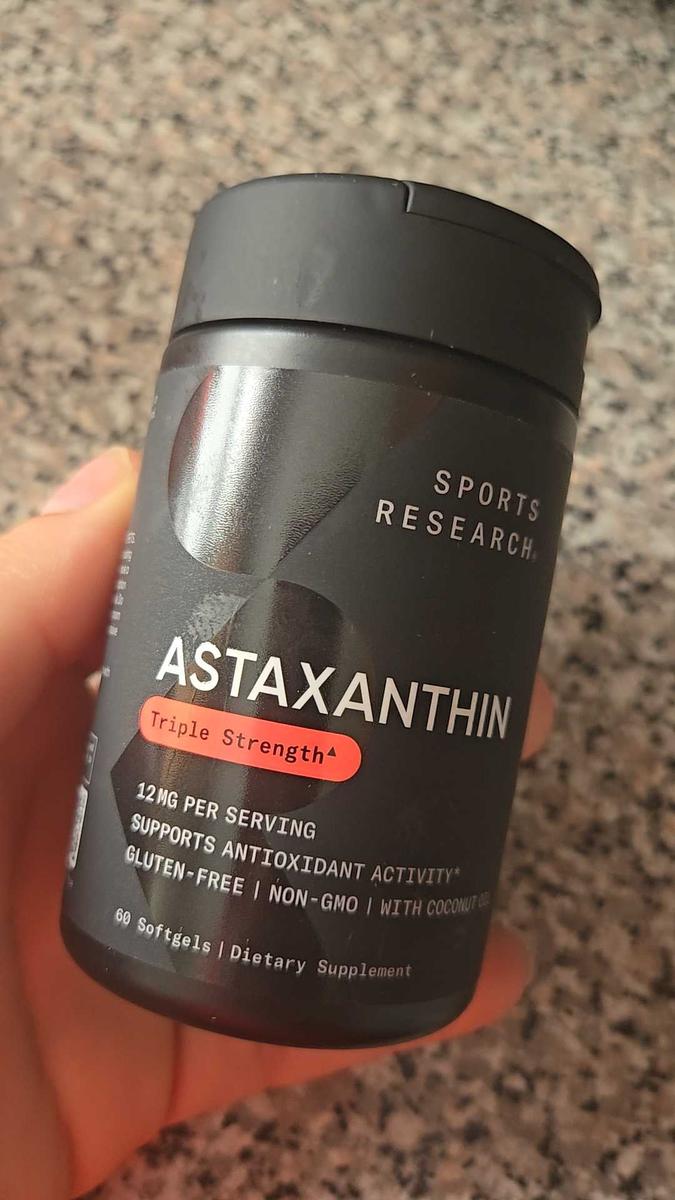 SPORTS
RESEARCH®
ASTAXANTHIN
Triple Strength▲
12MG PER SERVING
SUPPORTS ANTIOXIDANT ACTIVITY*
GLUTEN-FREE | NON-GMO | WITH COCONUT OIL
60 Softgels | Dietary Supplement